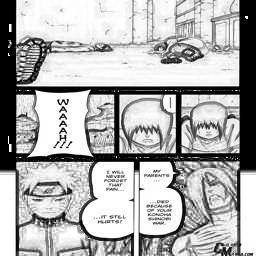 WAAAAH!!!!
MY
PARENTS...
...DIED
BECAUSE OF
YOUR
KONOHA
SHINOBI
WAR.
I WILL
NEVER
FORGET
THAT
PAIN...
...IT STILL
HURTS!